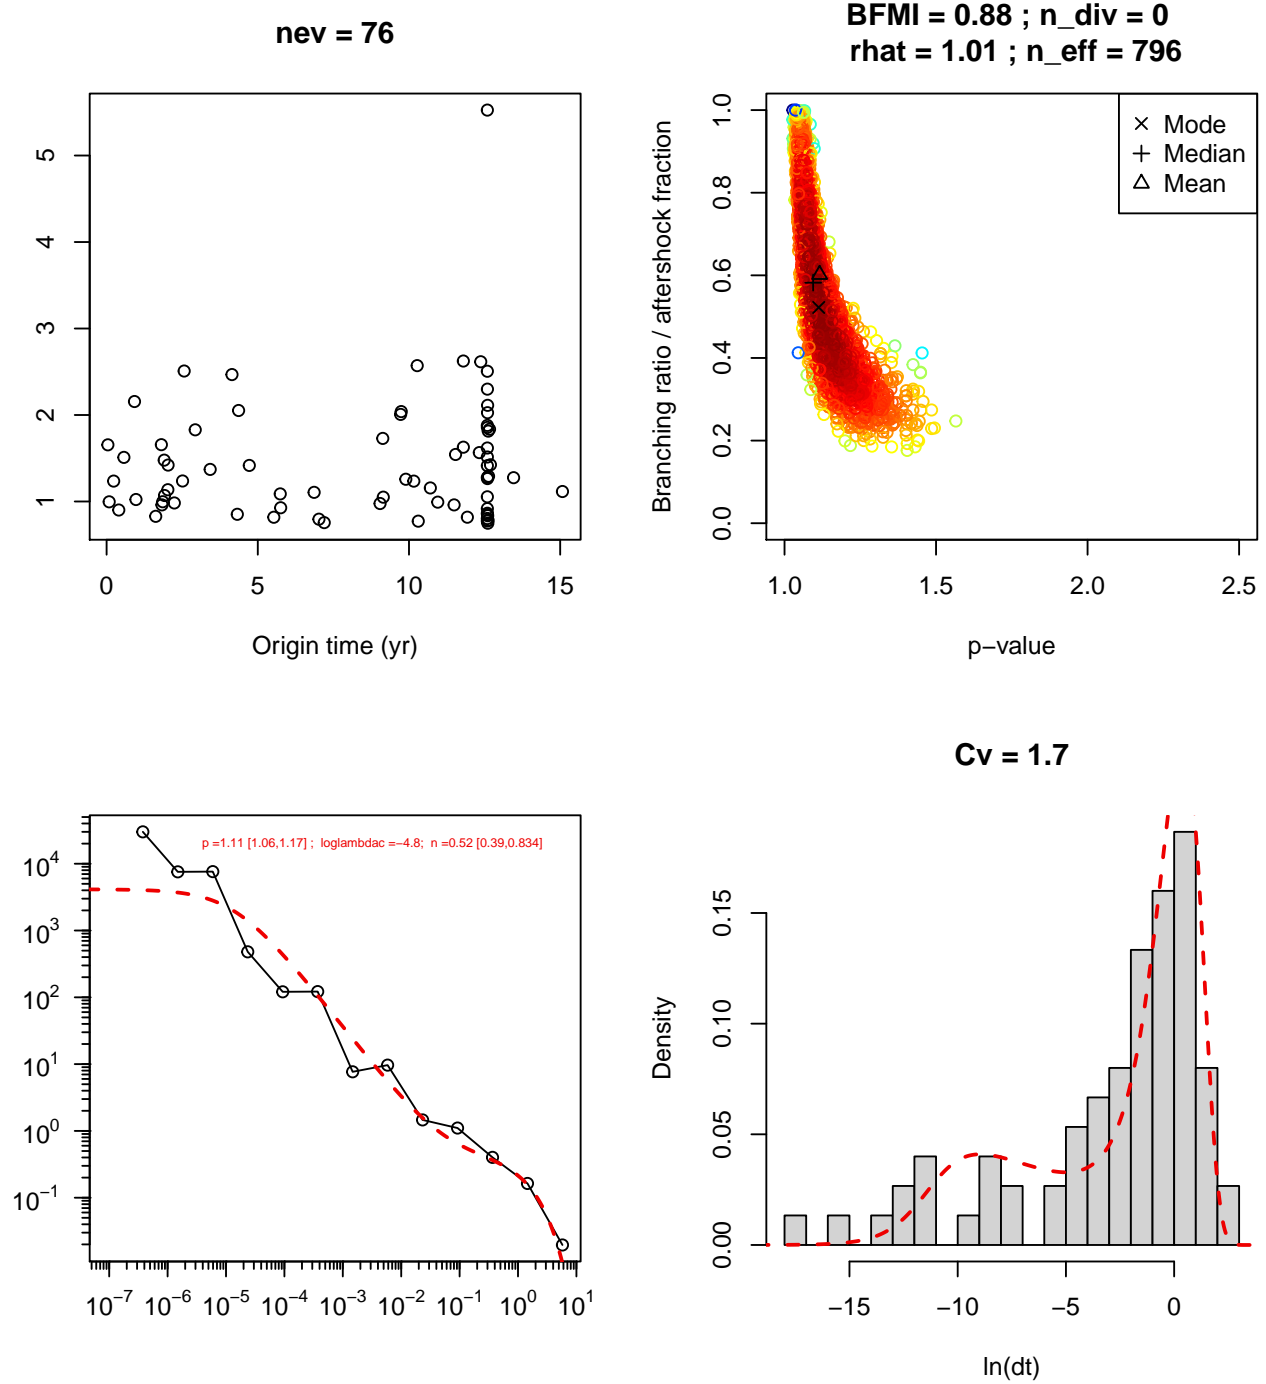 nev = 76
5
4
3
2
1
0 5 10 15
Origin time (yr)
BFMI = 0.88 ; n_div = 0
rhat = 1.01 ; n_eff = 796
Branching ratio / aftershock fraction
1.0
0.8
0.6
0.4
0.2
0.0
Mode
Median
Mean
1.0 1.5 2.0 2.5
p−value
p =1.11 [1.06,1.17] ; loglambdac =−4.8; n =0.52 [0.39,0.834]
10^4
10^3
10^2
10^1
10^0
10^−1
10^−7 10^−6 10^−5 10^−4 10^−3 10^−2 10^−1 10^0 10^1
Cv = 1.7
Density
0.15
0.10
0.05
0.00
−15 −10 −5 0
ln(dt)